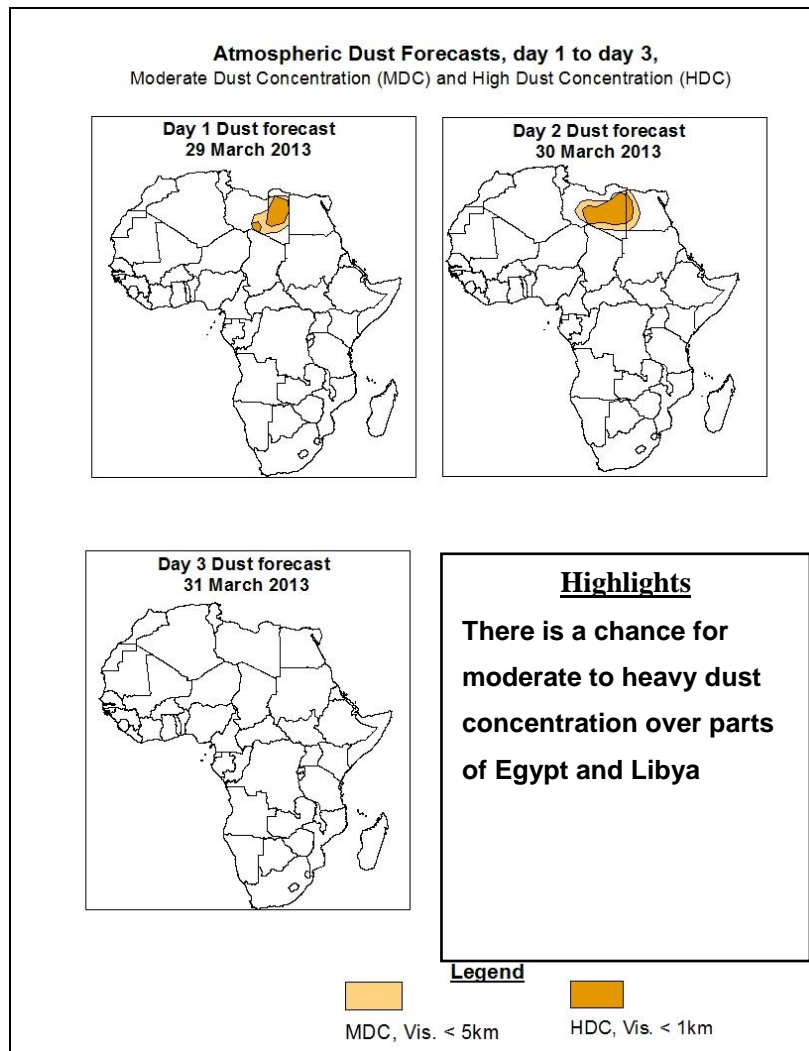 Atmospheric Dust Forecasts, day 1 to day 3,
Moderate Dust Concentration (MDC) and High Dust Concentration (HDC)
Day 1 Dust forecast
29 March 2013
Day 2 Dust forecast
30 March 2013
Day 3 Dust forecast
31 March 2013
Highlights
There is a chance for
moderate to heavy dust
concentration over parts
of Egypt and Libya
Legend
MDC, Vis. < 5km
HDC, Vis. < 1km